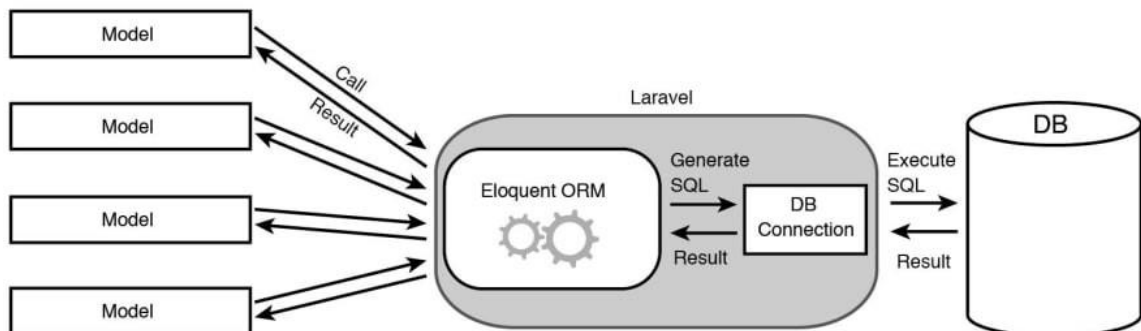 Model
Call
Result
Model
Model
Model
Laravel
Eloquent ORM
Generate
SQL
Result
DB
Connection
Execute
SQL
Result
DB